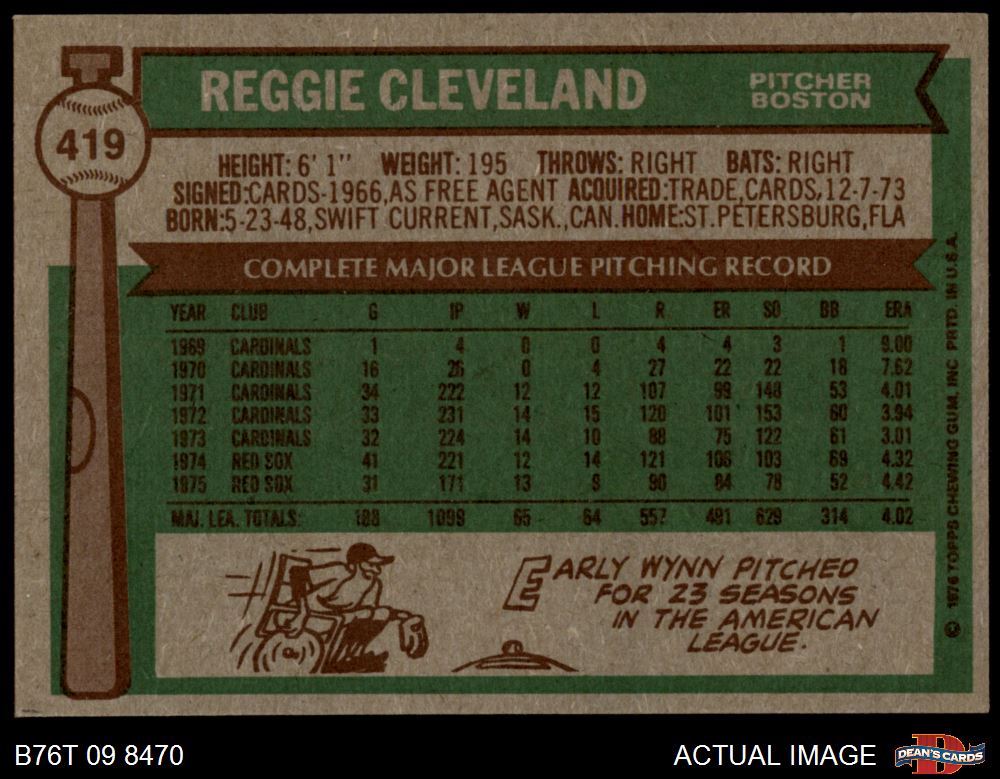 419
REGGIE CLEVELAND
PITCHER
BOSTON
HEIGHT: 6' 1" WEIGHT: 195 THROWS: RIGHT BATS: RIGHT
SIGNED:CARDS-1966,AS FREE AGENT ACQUIRED:TRADE,CARDS,12-7-73
BORN:5-23-48,SWIFT CURRENT,SASK.,CAN.HOME:ST.PETERSBURG,FLA
COMPLETE MAJOR LEAGUE PITCHING RECORD
YEAR CLUB G IP W L R ER SO BB ERA
1969 CARDINALS 1 4 0 0 4 4 3 1 9.00
1970 CARDINALS 16 26 0 4 27 22 22 18 7.62
1971 CARDINALS 34 222 12 12 107 99 148 53 4.01
1972 CARDINALS 33 231 14 15 120 101 153 60 3.94
1973 CARDINALS 32 224 14 10 88 75 122 61 3.01
1974 RED SOX 41 221 12 14 121 106 103 69 4.32
1975 RED SOX 31 171 13 9 90 84 78 52 4.42
MAJ. LEA. TOTALS: 188 1099 65 64 557 491 629 314 4.02
EARLY WYNN PITCHED
FOR 23 SEASONS
IN THE AMERICAN
LEAGUE.
© 1976 TOPPS CHEWING GUM, INC PRTD. IN U.S.A.
B76T 09 8470
ACTUAL IMAGE
DEAN'S CARDS